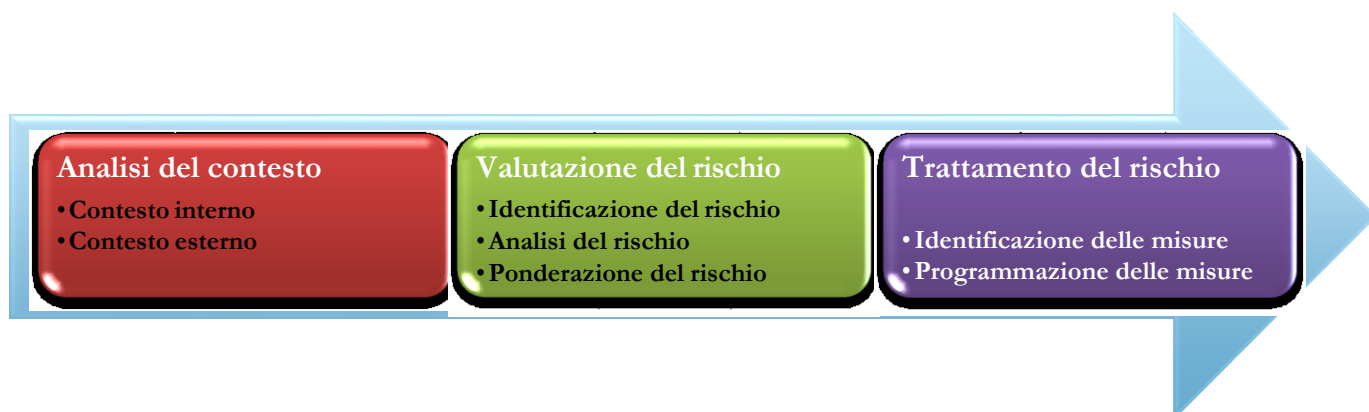 Analisi del contesto
• Contesto interno
• Contesto esterno
Valutazione del rischio
• Identificazione del rischio
• Analisi del rischio
• Ponderazione del rischio
Trattamento del rischio
• Identificazione delle misure
• Programmazione delle misure